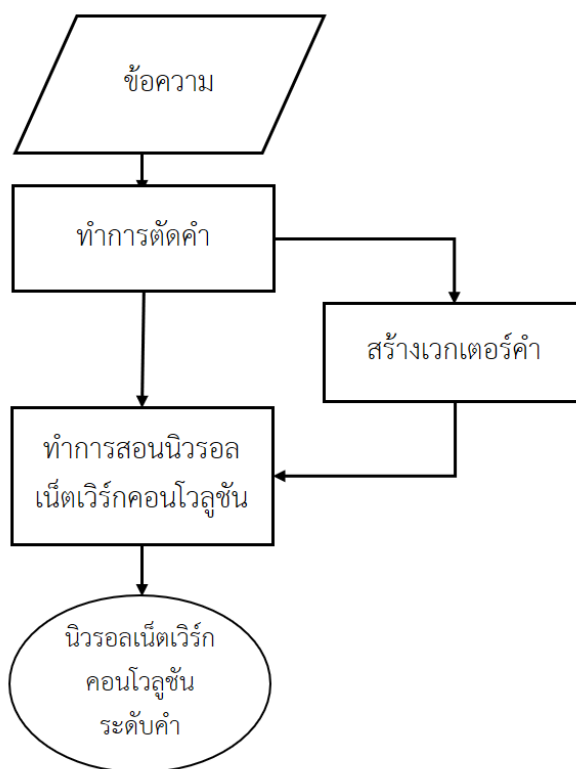 ข้อความ
ทำการตัดคำ
สร้างเวกเตอร์คำ
ทำการสอนนิวรอล
เน็ตเวิร์กคอนโวลูชัน
นิวรอลเน็ตเวิร์ก
คอนโวลูชัน
ระดับคำ